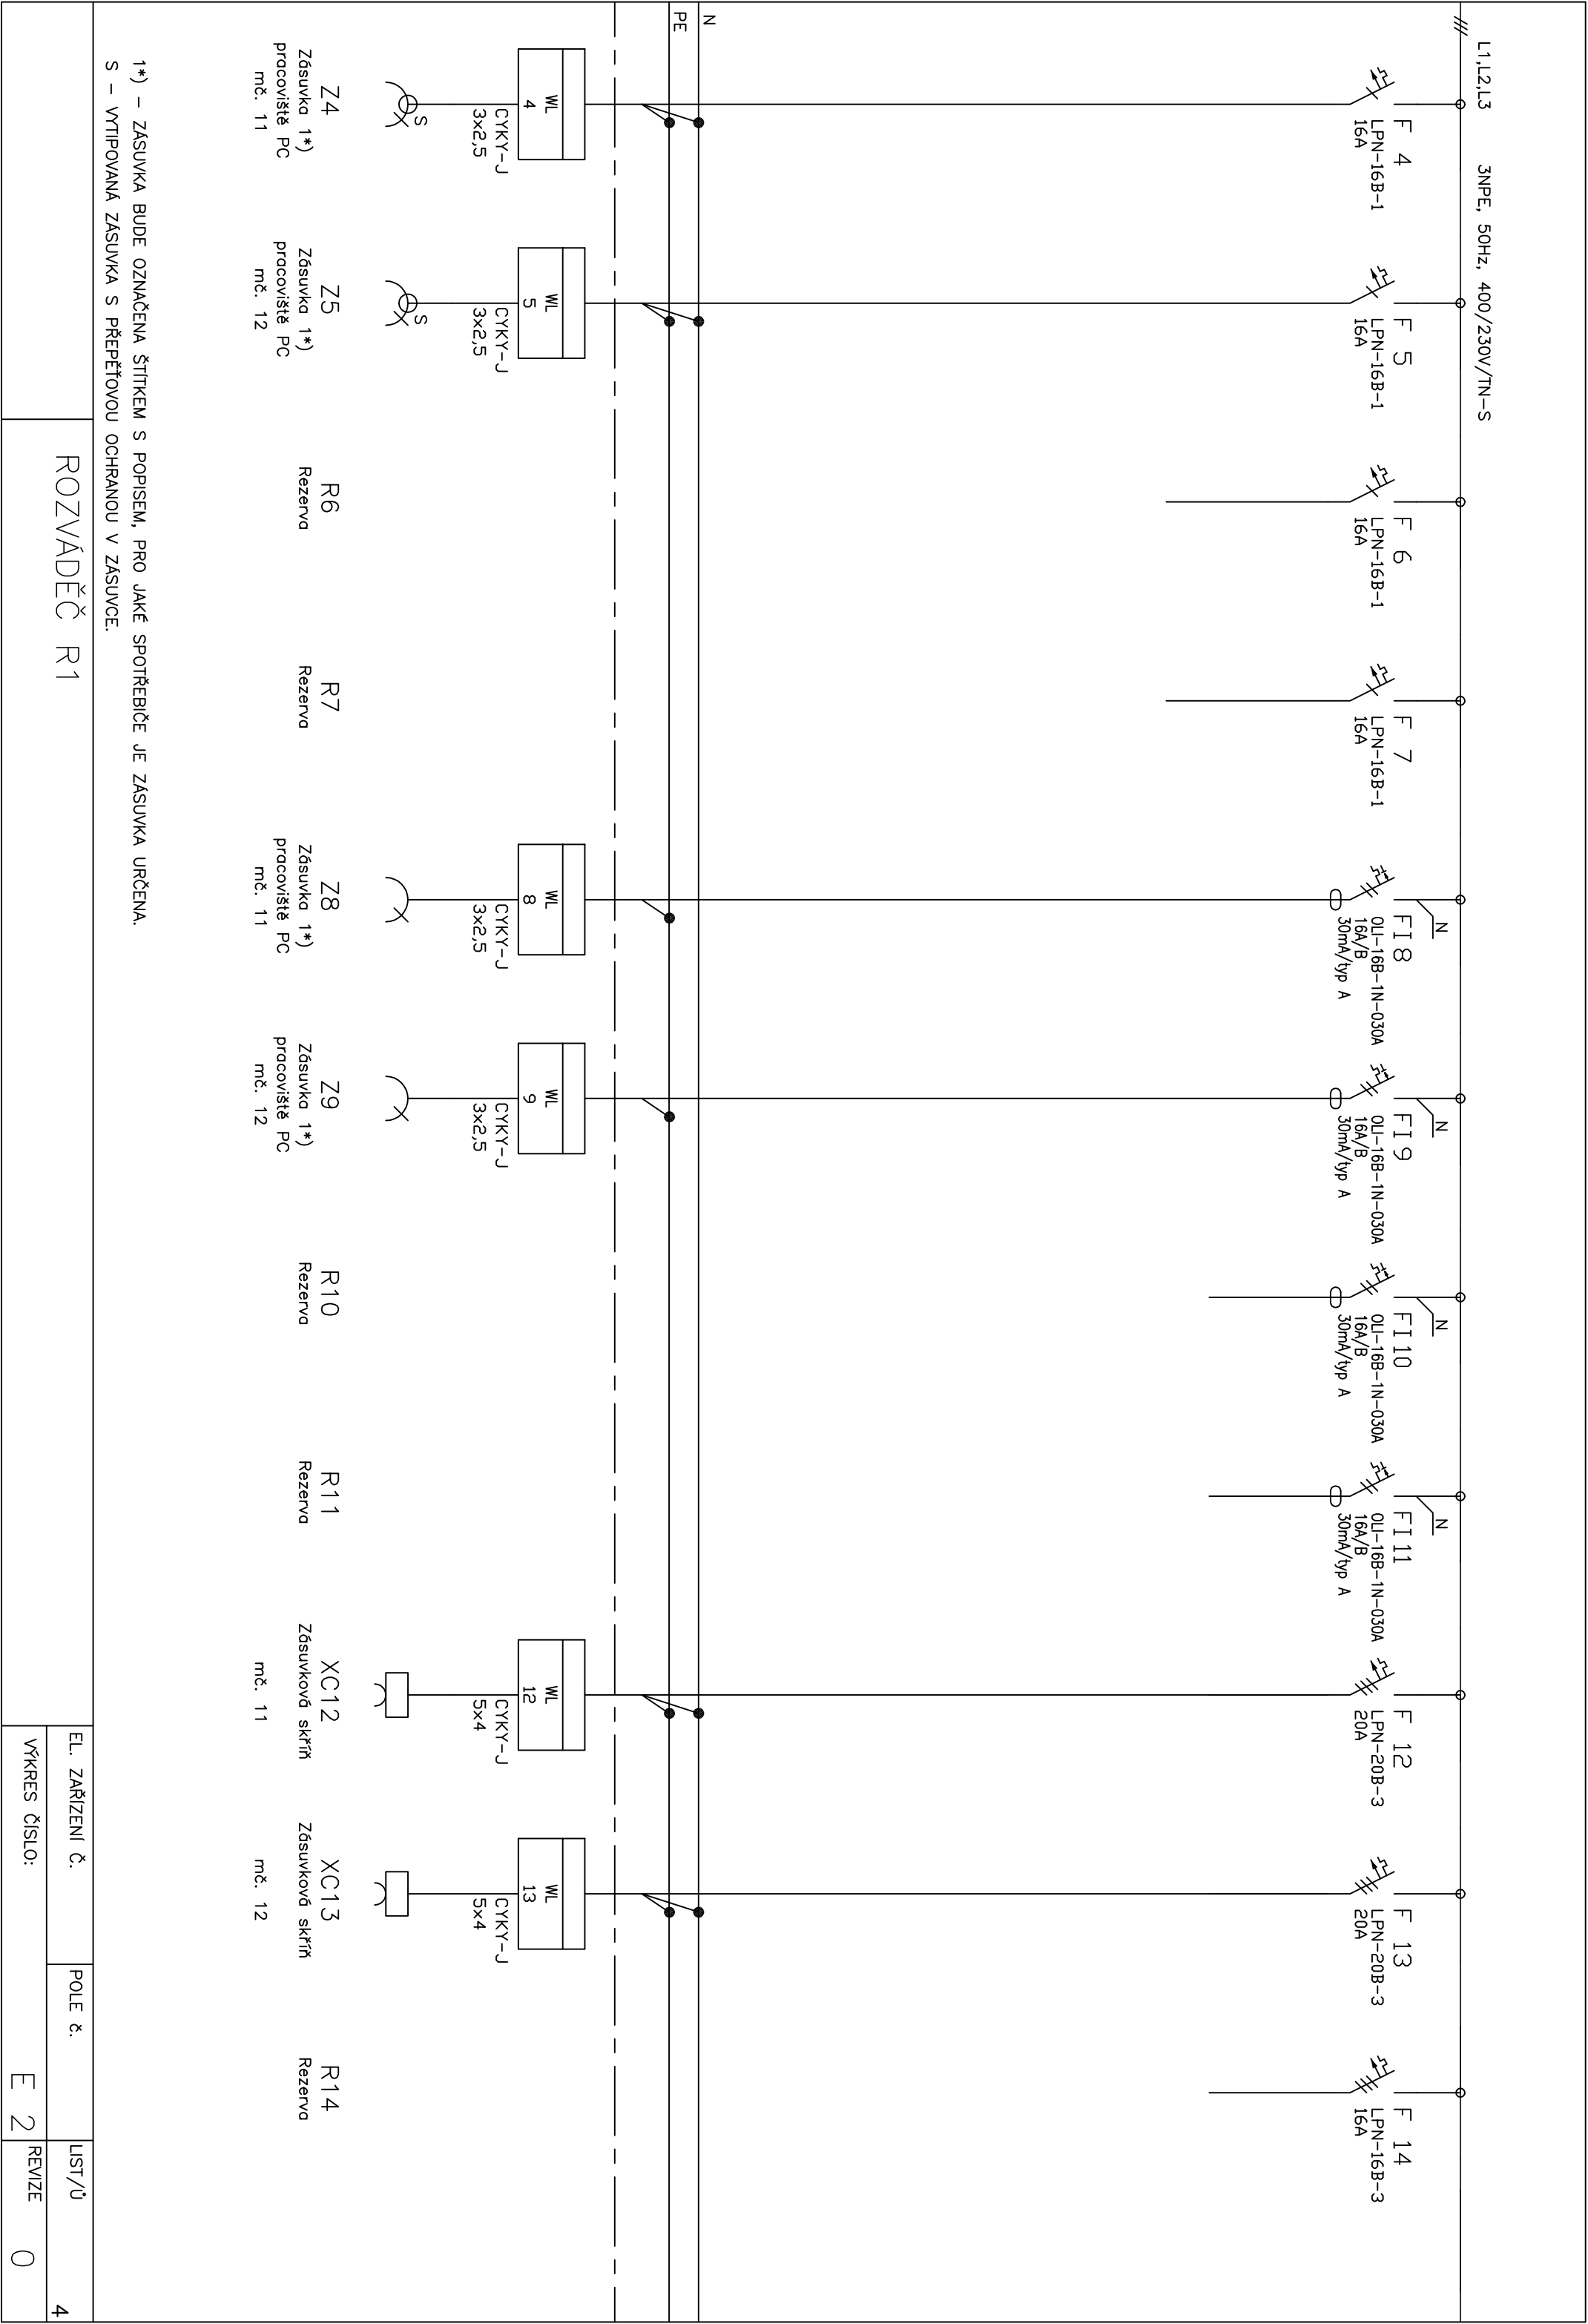 L1,L2,L3 3NPE, 50Hz, 400/230V/TN-S
F 4
LPN-16B-1
16A
F 5
LPN-16B-1
16A
F 6
LPN-16B-1
16A
F 7
LPN-16B-1
16A
N
FI8
OLI-16B-1N-030A
16A/B
30mA/typ A
N
FI9
OLI-16B-1N-030A
16A/B
30mA/typ A
N
FI10
OLI-16B-1N-030A
16A/B
30mA/typ A
N
FI11
OLI-16B-1N-030A
16A/B
30mA/typ A
F 12
LPN-20B-3
20A
F 13
LPN-20B-3
20A
F 14
LPN-16B-3
16A
N
PE
WL
4
CYKY-J
3x2,5
WL
5
CYKY-J
3x2,5
WL
8
CYKY-J
3x2,5
WL
9
CYKY-J
3x2,5
WL
12
CYKY-J
5x4
WL
13
CYKY-J
5x4
S
S
Z4
Zásuvka 1*)
pracoviště PC
mč. 11
Z5
Zásuvka 1*)
pracoviště PC
mč. 12
R6
Rezerva
R7
Rezerva
Z8
Zásuvka 1*)
pracoviště PC
mč. 11
Z9
Zásuvka 1*)
pracoviště PC
mč. 12
R10
Rezerva
R11
Rezerva
XC12
Zásuvková skříň
mč. 11
XC13
Zásuvková skříň
mč. 12
R14
Rezerva
1*) – ZÁSUVKA BUDE OZNAČENA ŠTÍTKEM S POPISEM, PRO JAKÉ SPOTŘEBIČE JE ZÁSUVKA URČENA.
S – VYTIPOVANÁ ZÁSUVKA S PŘEPĚŤOVOU OCHRANOU V ZÁSUVCE.
ROZVÁDĚČ R1
EL. ZAŘÍZENÍ Č.
POLE č.
LIST/Ů
4
VÝKRES ČÍSLO:
E 2
REVIZE
0